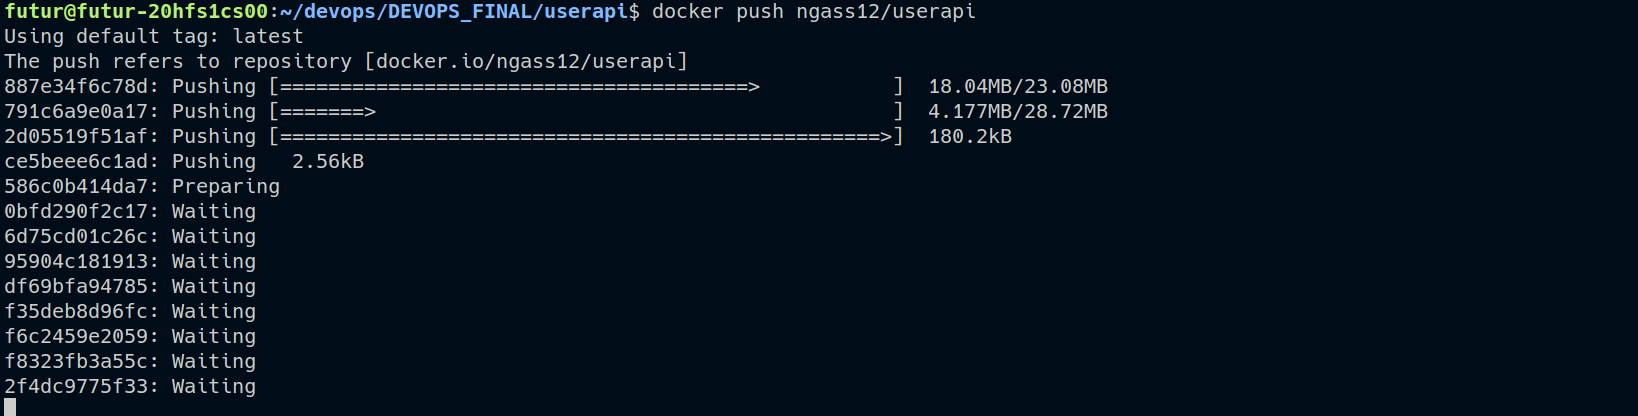 futur@futur-20hfs1cs00:~/devops/DEVOPS_FINAL/userapi$ docker push ngass12/userapi
Using default tag: latest
The push refers to repository [docker.io/ngass12/userapi]
887e34f6c78d: Pushing [=======================================>           ]  18.04MB/23.08MB
791c6a9e0a17: Pushing [=======>                                           ]  4.177MB/28.72MB
2d05519f51af: Pushing [==================================================>]  180.2kB
ce5beee6c1ad: Pushing   2.56kB
586c0b414da7: Preparing
0bfd290f2c17: Waiting
6d75cd01c26c: Waiting
95904c181913: Waiting
df69bfa94785: Waiting
f35deb8d96fc: Waiting
f6c2459e2059: Waiting
f8323fb3a55c: Waiting
2f4dc9775f33: Waiting